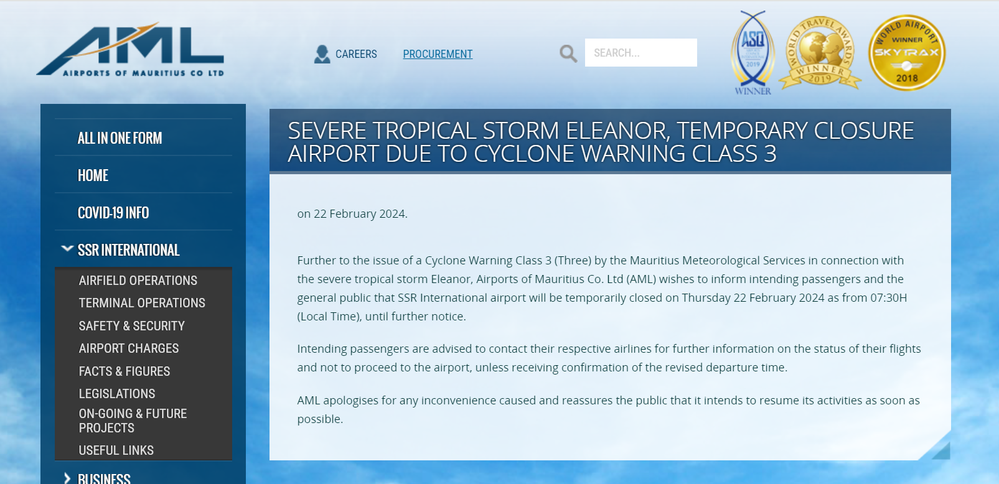 AML
AIRPORTS OF MAURITIUS CO LTD
CAREERS
PROCUREMENT
SEARCH...
ASQ
2019
WINNER
WORLD TRAVEL AWARDS
WINNER
2019
WORLD AIRPORT
WINNER
SKYTRAX
2018
ALL IN ONE FORM
HOME
COVID-19 INFO
SSR INTERNATIONAL
AIRFIELD OPERATIONS
TERMINAL OPERATIONS
SAFETY & SECURITY
AIRPORT CHARGES
FACTS & FIGURES
LEGISLATIONS
ON-GOING & FUTURE
PROJECTS
USEFUL LINKS
BUSINESS
SEVERE TROPICAL STORM ELEANOR, TEMPORARY CLOSURE
AIRPORT DUE TO CYCLONE WARNING CLASS 3
on 22 February 2024.
Further to the issue of a Cyclone Warning Class 3 (Three) by the Mauritius Meteorological Services in connection with
the severe tropical storm Eleanor, Airports of Mauritius Co. Ltd (AML) wishes to inform intending passengers and the
general public that SSR International airport will be temporarily closed on Thursday 22 February 2024 as from 07:30H
(Local Time), until further notice.
Intending passengers are advised to contact their respective airlines for further information on the status of their flights
and not to proceed to the airport, unless receiving confirmation of the revised departure time.
AML apologises for any inconvenience caused and reassures the public that it intends to resume its activities as soon as
possible.